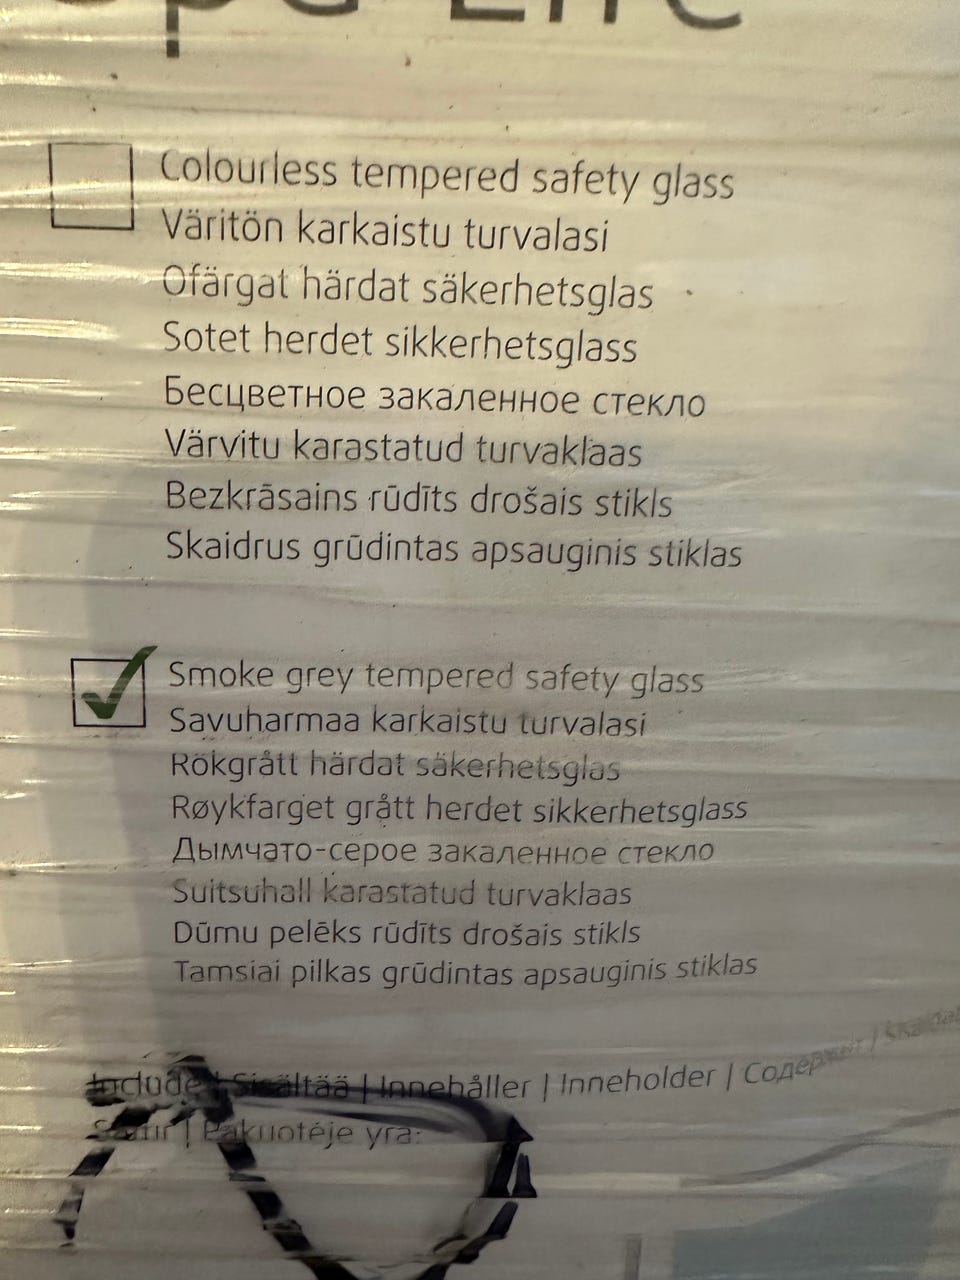 Colourless tempered safety glass
Väritön karkaistu turvalasi
Ofärgat härdat säkerhetsglas
Sotet herdet sikkerhetsglass
Бесцветное закаленное стекло
Värvitu karastatud turvaklaas
Bezkrāsains rūdīts drošais stikls
Skaidrus grūdintas apsauginis stiklas
Smoke grey tempered safety glass
Savuharmaa karkaistu turvalasi
Rökgrått härdat säkerhetsglas
Røykfarget grått herdet sikkerhetsglass
Дымчато-серое закаленное стекло
Suitsuhall karastatud turvaklaas
Dūmu pelēks rūdīts drošais stikls
Tamsiai pilkas grūdintas apsauginis stiklas
Include | Sisältää | Innehåller | Inneholder | Содержит |
| Pakuotėje yra: